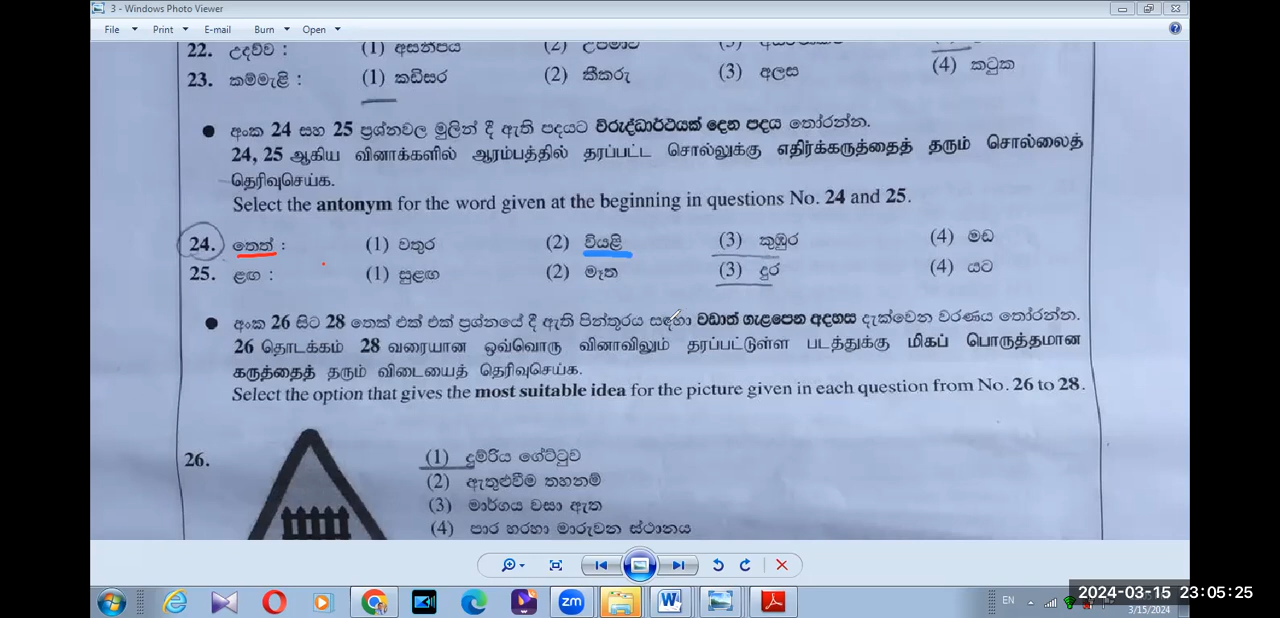 3 - Windows Photo Viewer
File Print E-mail Burn Open
22. උදව්ව : (1) අසන්පය (2) උපමාව (3)
23. කම්මැළි : (1) කඩිසර (2) කීකරු (3) අලස (4) කටුක
● අංක 24 සහ 25 ප්‍රශ්නවල මුලින් දී ඇති පදයට විරුද්ධාර්ථයක් දෙන පදය තෝරන්න.
24, 25 ஆகிய வினாக்களில் ஆரம்பத்தில் தரப்பட்ட சொல்லுக்கு எதிர்க்கருத்தைத் தரும் சொல்லைத்
தெரிவுசெய்க.
Select the antonym for the word given at the beginning in questions No. 24 and 25.
24. තෙත් : (1) වතුර (2) වියළි (3) කුඹුර (4) මඩ
25. ළඟ : (1) සුළඟ (2) මෑත (3) දුර (4) යට
● අංක 26 සිට 28 තෙක් එක් එක් ප්‍රශ්නයේ දී ඇති පින්තූරය සඳහා වඩාත් ගැළපෙන අදහස දැක්වෙන වරණය තෝරන්න.
26 தொடக்கம் 28 வரையான ஒவ்வொரு வினாவிலும் தரப்பட்டுள்ள படத்துக்கு மிகப் பொருத்தமான
கருத்தைத் தரும் விடையைத் தெரிவுசெய்க.
Select the option that gives the most suitable idea for the picture given in each question from No. 26 to 28.
26. (1) දුම්රිය ගේට්ටුව
(2) ඇතුළුවීම තහනම්
(3) මාර්ගය වසා ඇත
(4) පාර හරහා මාරුවන ස්ථානය
EN
2024-03-15 23:05:25
3/15/2024